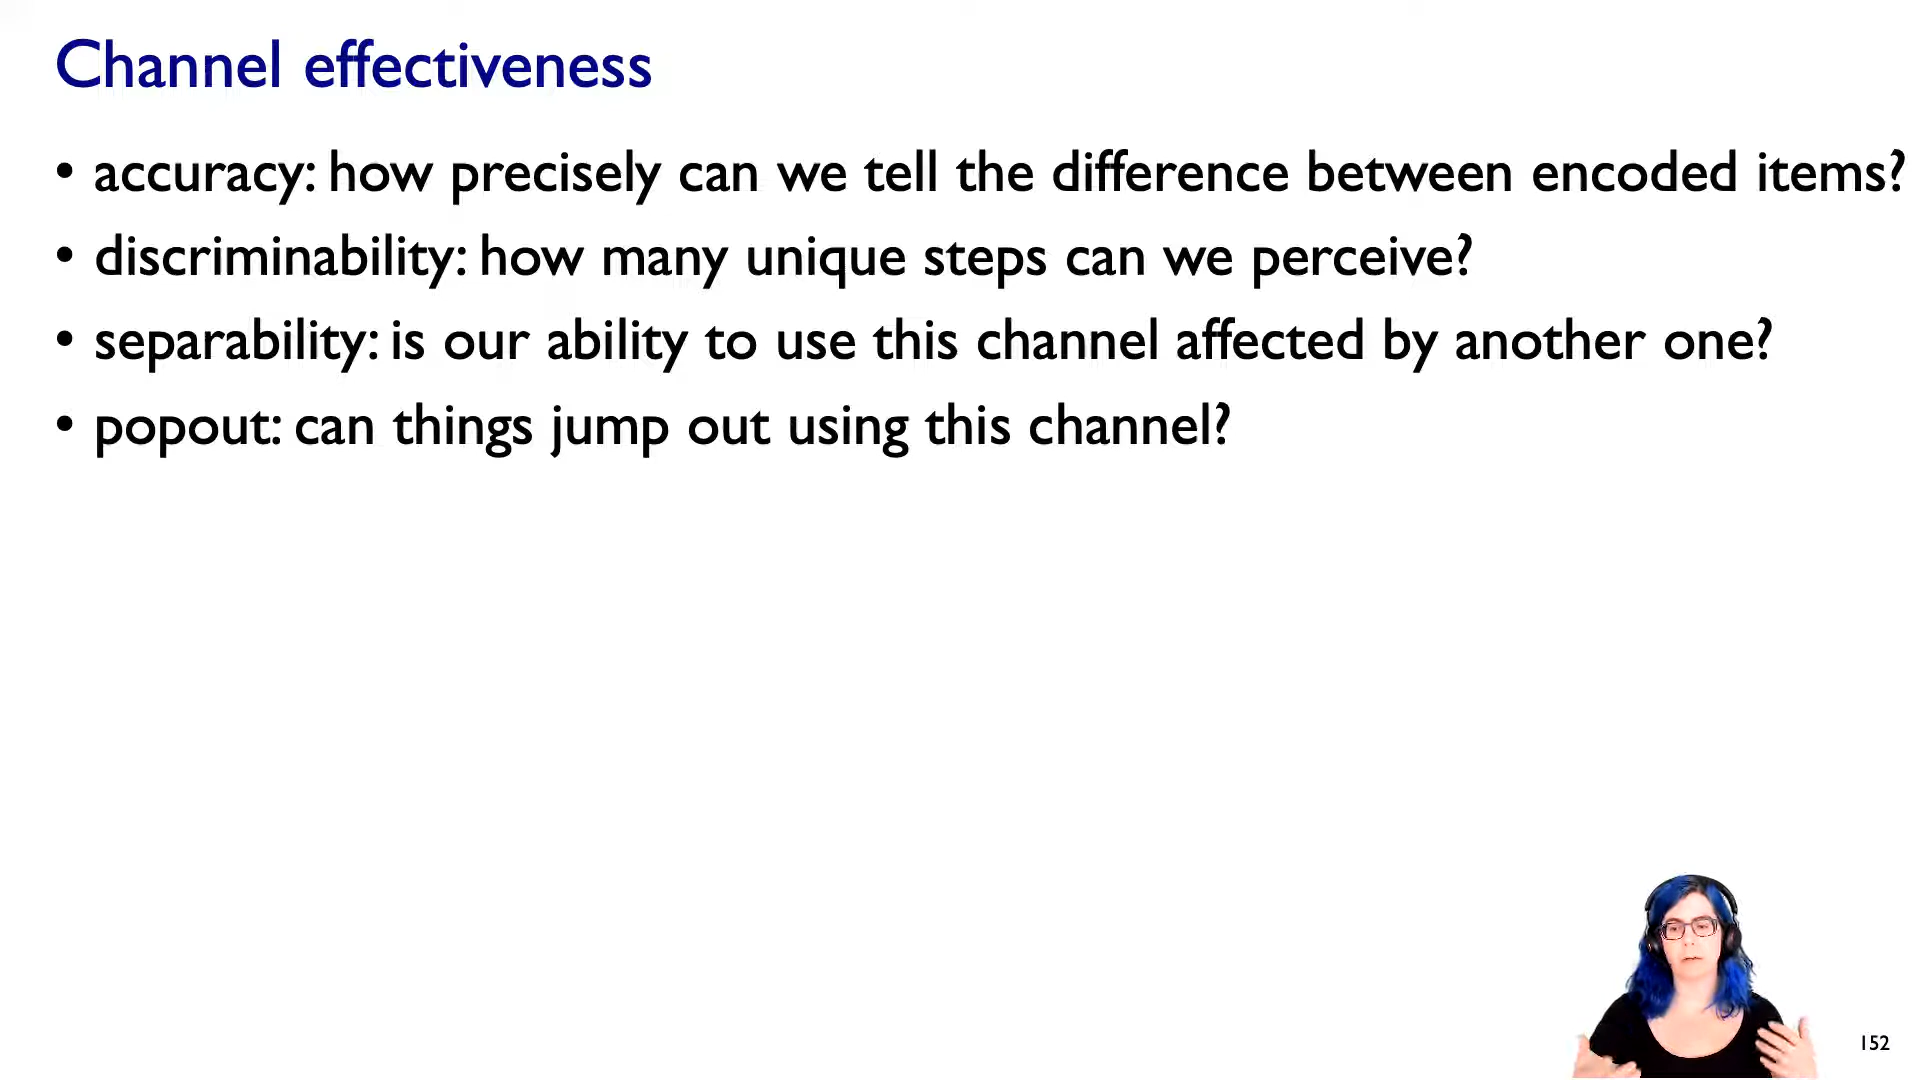 Channel effectiveness
• accuracy: how precisely can we tell the difference between encoded items?
• discriminability: how many unique steps can we perceive?
• separability: is our ability to use this channel affected by another one?
• popout: can things jump out using this channel?
152